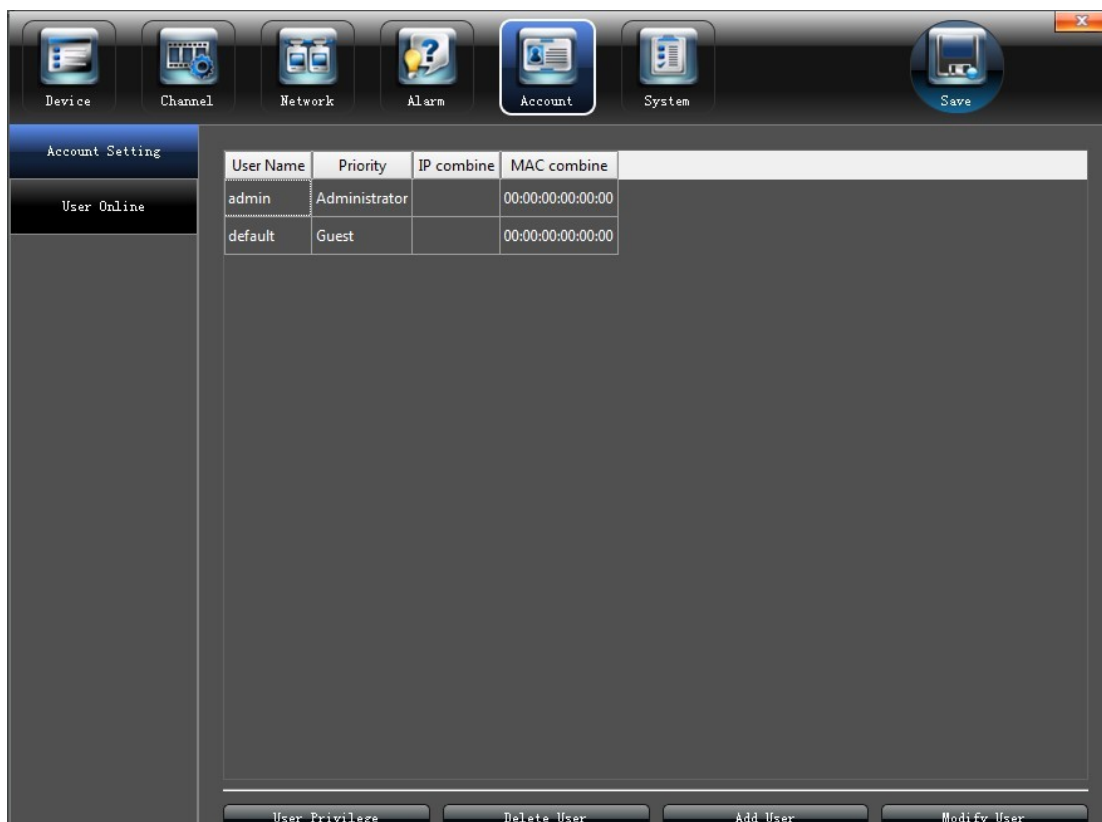 Device Channel Network Alarm Account System Save
Account Setting
User Online
User Name Priority IP combine MAC combine
admin Administrator 00:00:00:00:00:00
default Guest 00:00:00:00:00:00
User Privilege Delete User Add User Modify User